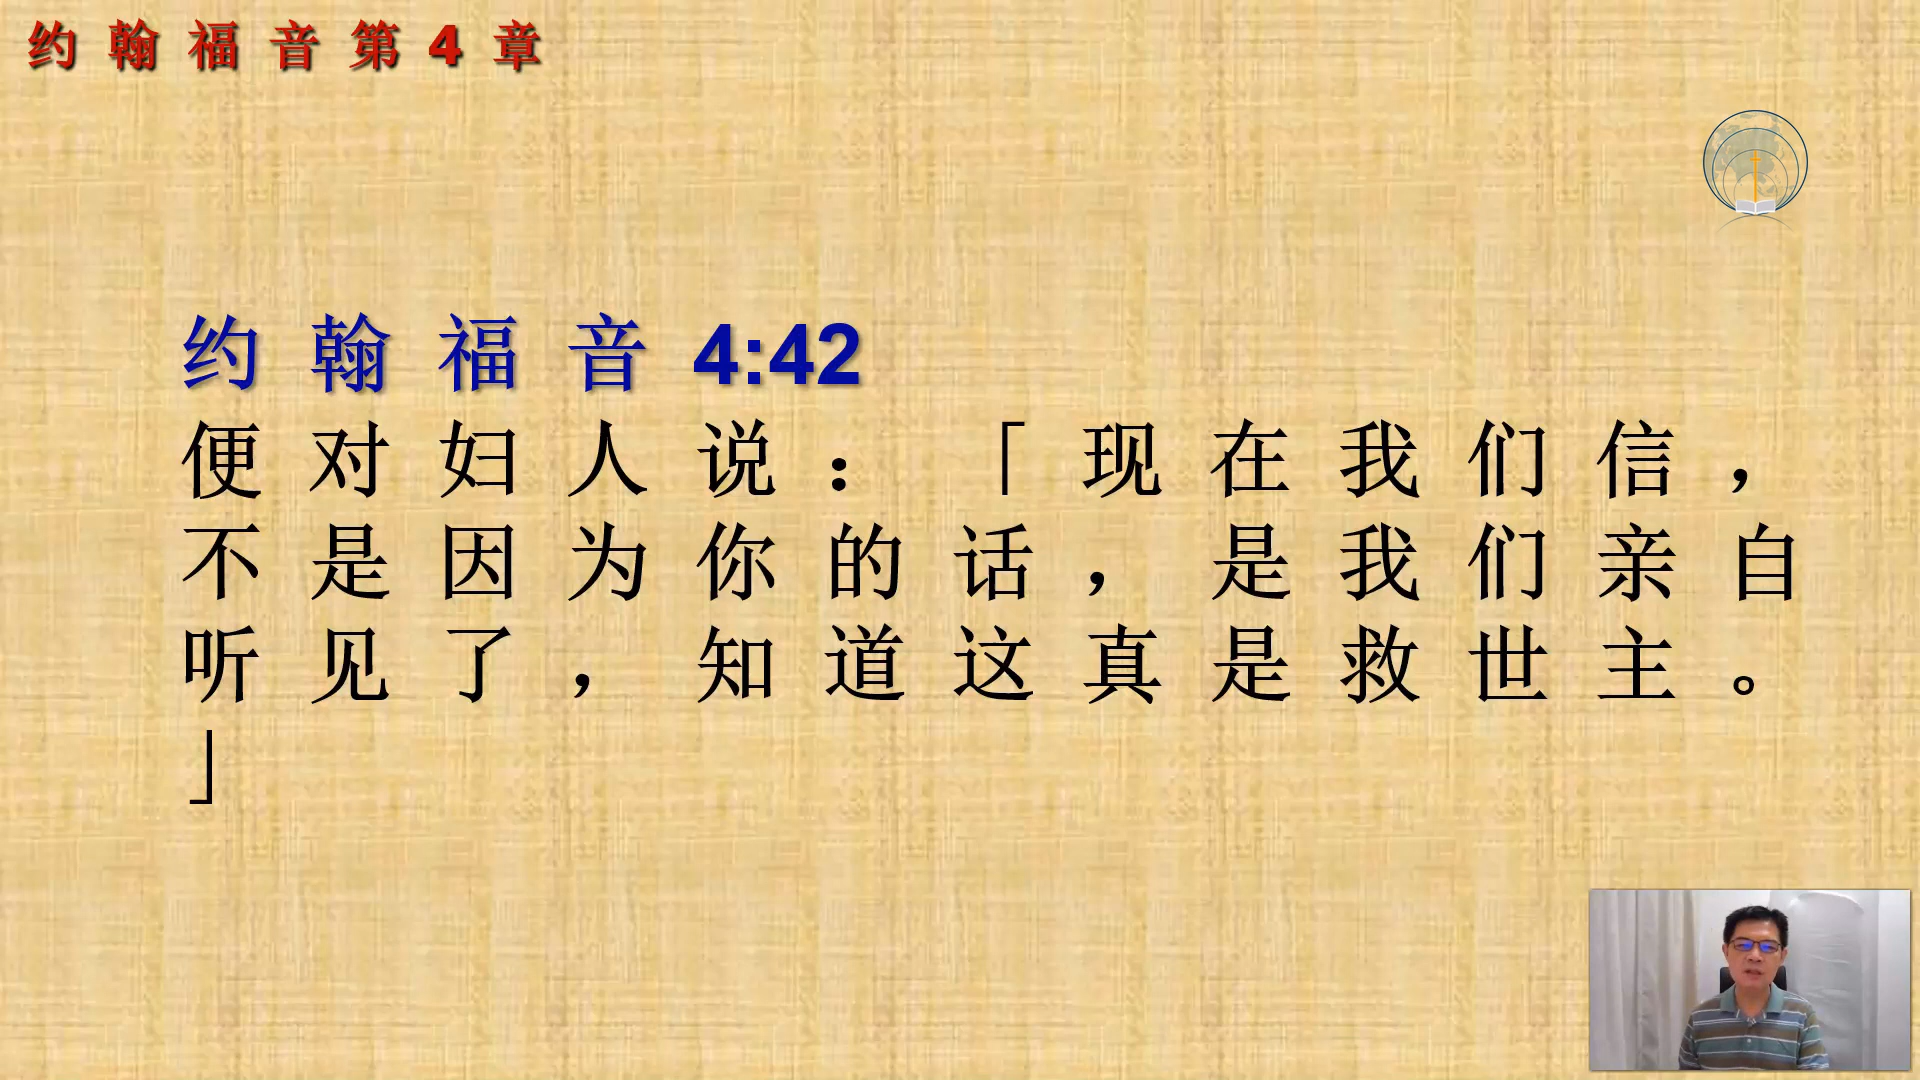 约翰福音第4章
约翰福音 4:42
便对妇人说：「现在我们信，
不是因为你的话，是我们亲自
听见了，知道这真是救世主。
」